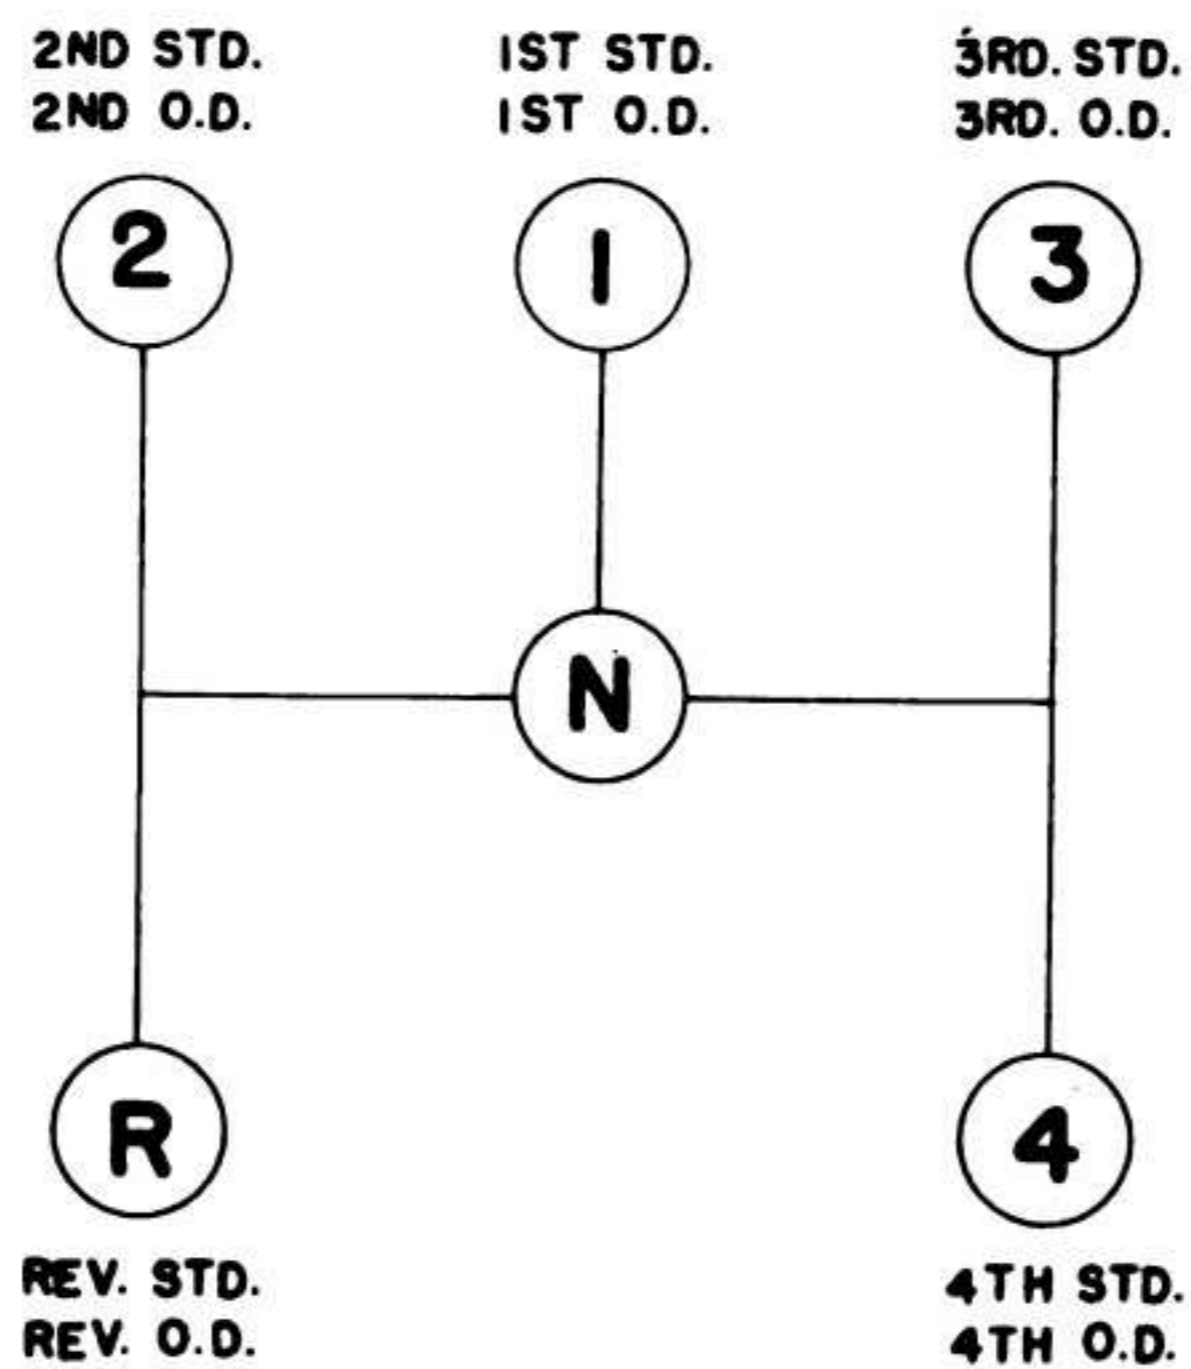 2ND STD.
2ND O.D.
1ST STD.
1ST O.D.
3RD. STD.
3RD. O.D.
2
1
3
N
R
4
REV. STD.
REV. O.D.
4TH STD.
4TH O.D.